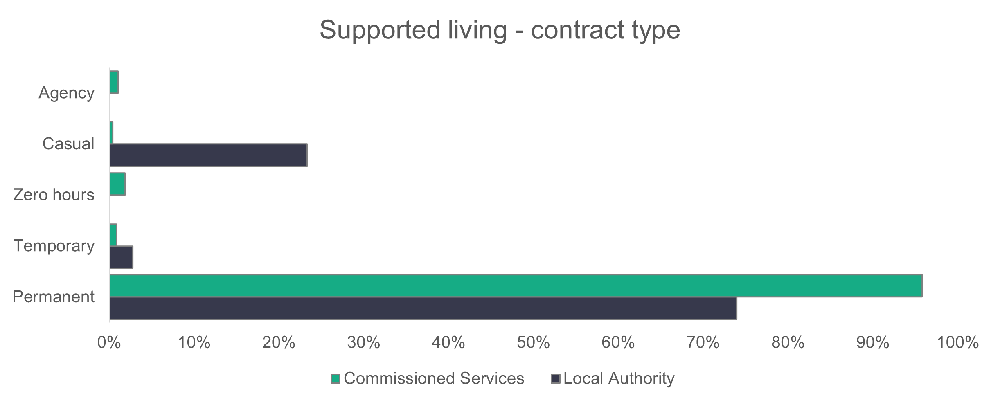 Supported living - contract type
Agency
Casual
Zero hours
Temporary
Permanent
0% 10% 20% 30% 40% 50% 60% 70% 80% 90% 100%
Commissioned Services Local Authority